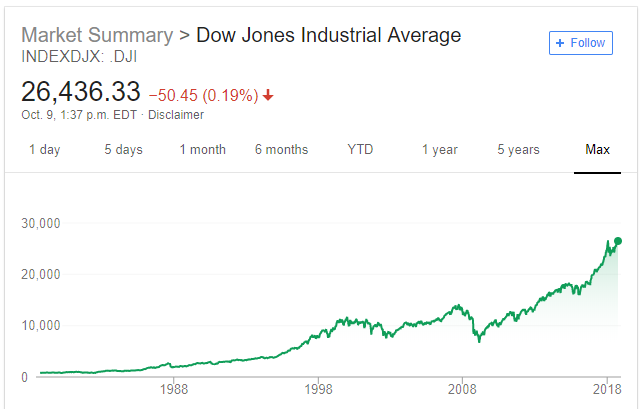 Market Summary > Dow Jones Industrial Average
INDEXDJX: .DJI
+ Follow
26,436.33 −50.45 (0.19%)
Oct. 9, 1:37 p.m. EDT · Disclaimer
1 day 5 days 1 month 6 months YTD 1 year 5 years Max
30,000
20,000
10,000
0
1988 1998 2008 2018